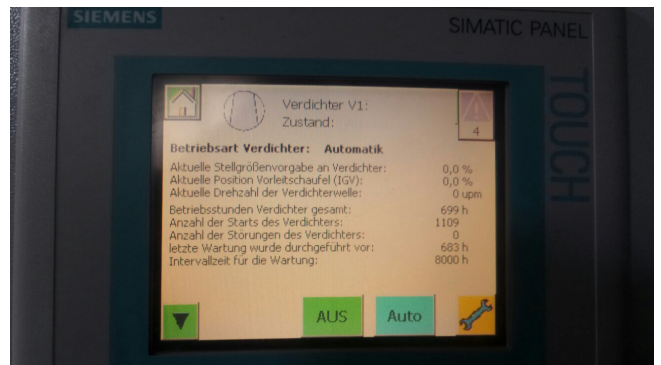 SIEMENS
SIMATIC PANEL
TOUCH
Verdichter V1:
Zustand:
4
Betriebsart Verdichter: Automatik
Aktuelle Stellgrößenvorgabe an Verdichter: 0,0 %
Aktuelle Position Vorleitschaufel (IGV): 0,0 %
Aktuelle Drehzahl der Verdichterwelle: 0 upm
Betriebsstunden Verdichter gesamt: 699 h
Anzahl der Starts des Verdichters: 1109
Anzahl der Störungen des Verdichters: 0
letzte Wartung wurde durchgeführt vor: 683 h
Intervallzeit für die Wartung: 8000 h
AUS
Auto